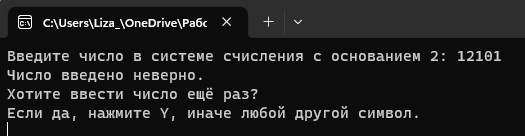 C:\Users\Liza_\OneDrive\Рабо
Введите число в системе счисления с основанием 2: 12101
Число введено неверно.
Хотите ввести число ещё раз?
Если да, нажмите Y, иначе любой другой символ.